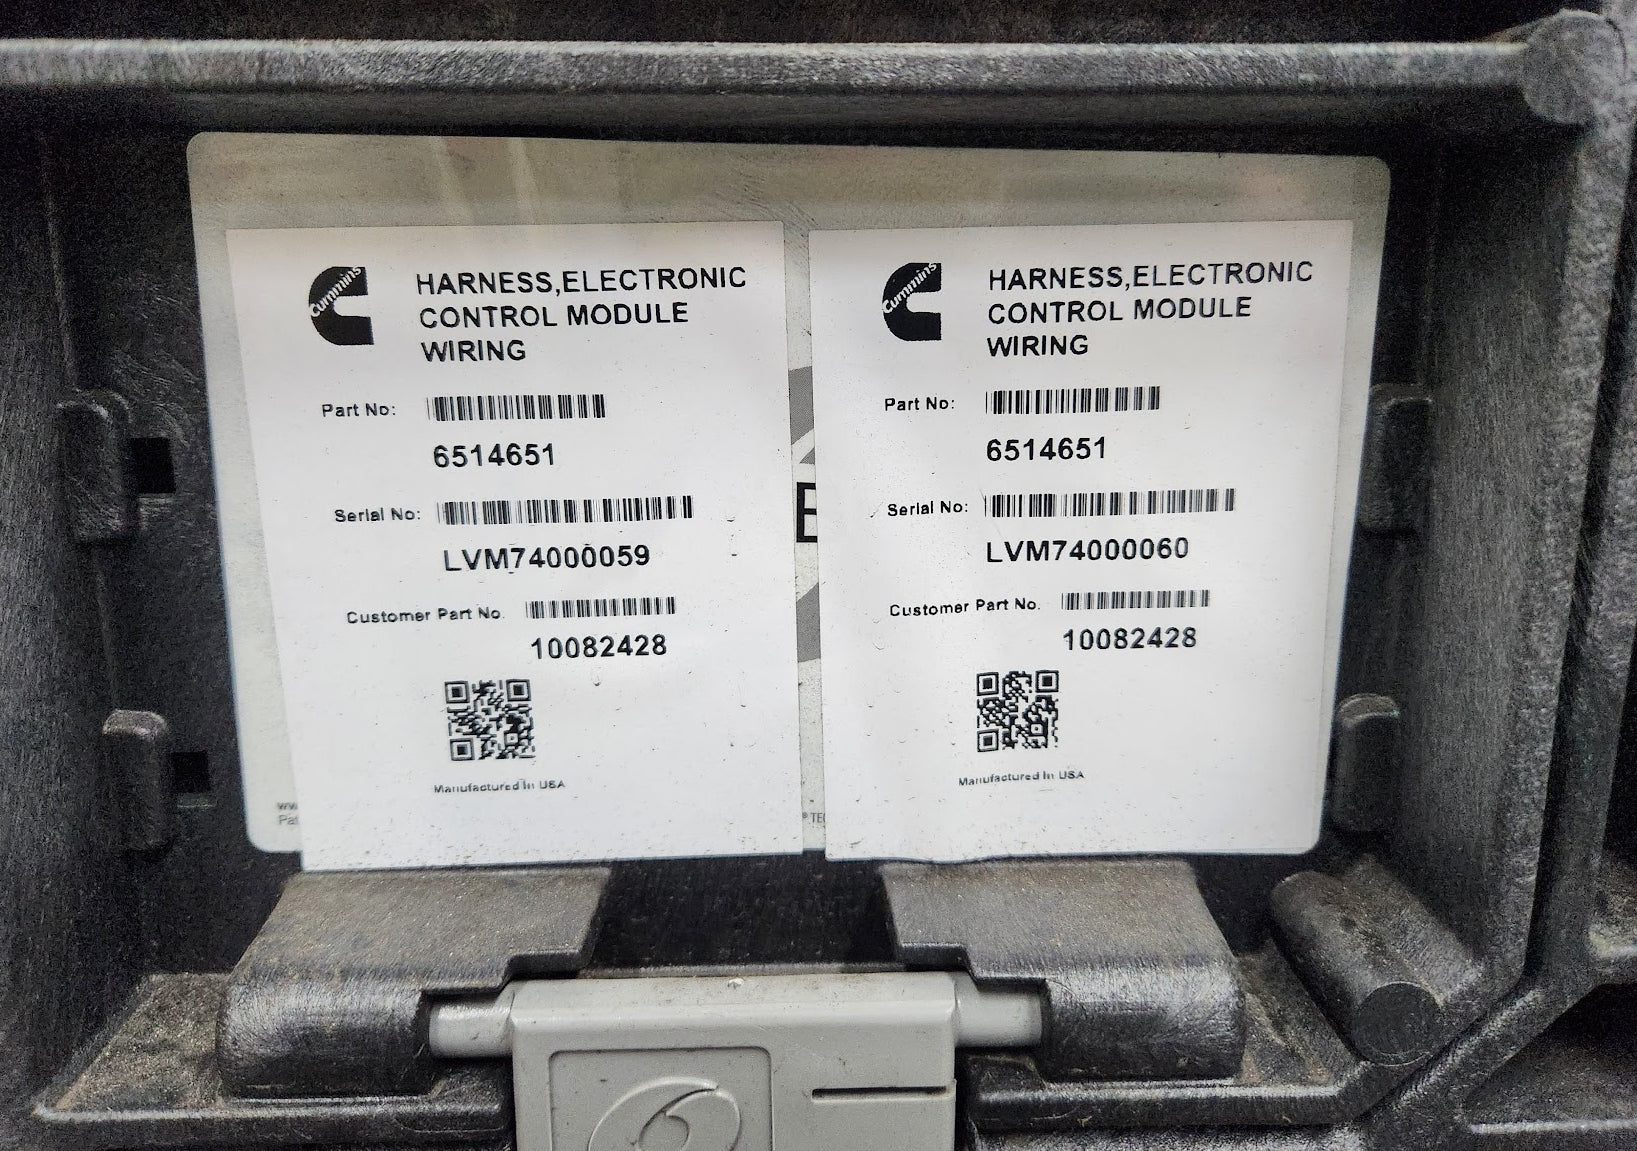 Cummins
HARNESS,ELECTRONIC
CONTROL MODULE
WIRING
Part No:
6514651
Serial No:
LVM74000059
Customer Part No.
10082428
Manufactured In USA
Cummins
HARNESS,ELECTRONIC
CONTROL MODULE
WIRING
Part No:
6514651
Serial No:
LVM74000060
Customer Part No.
10082428
Manufactured In USA